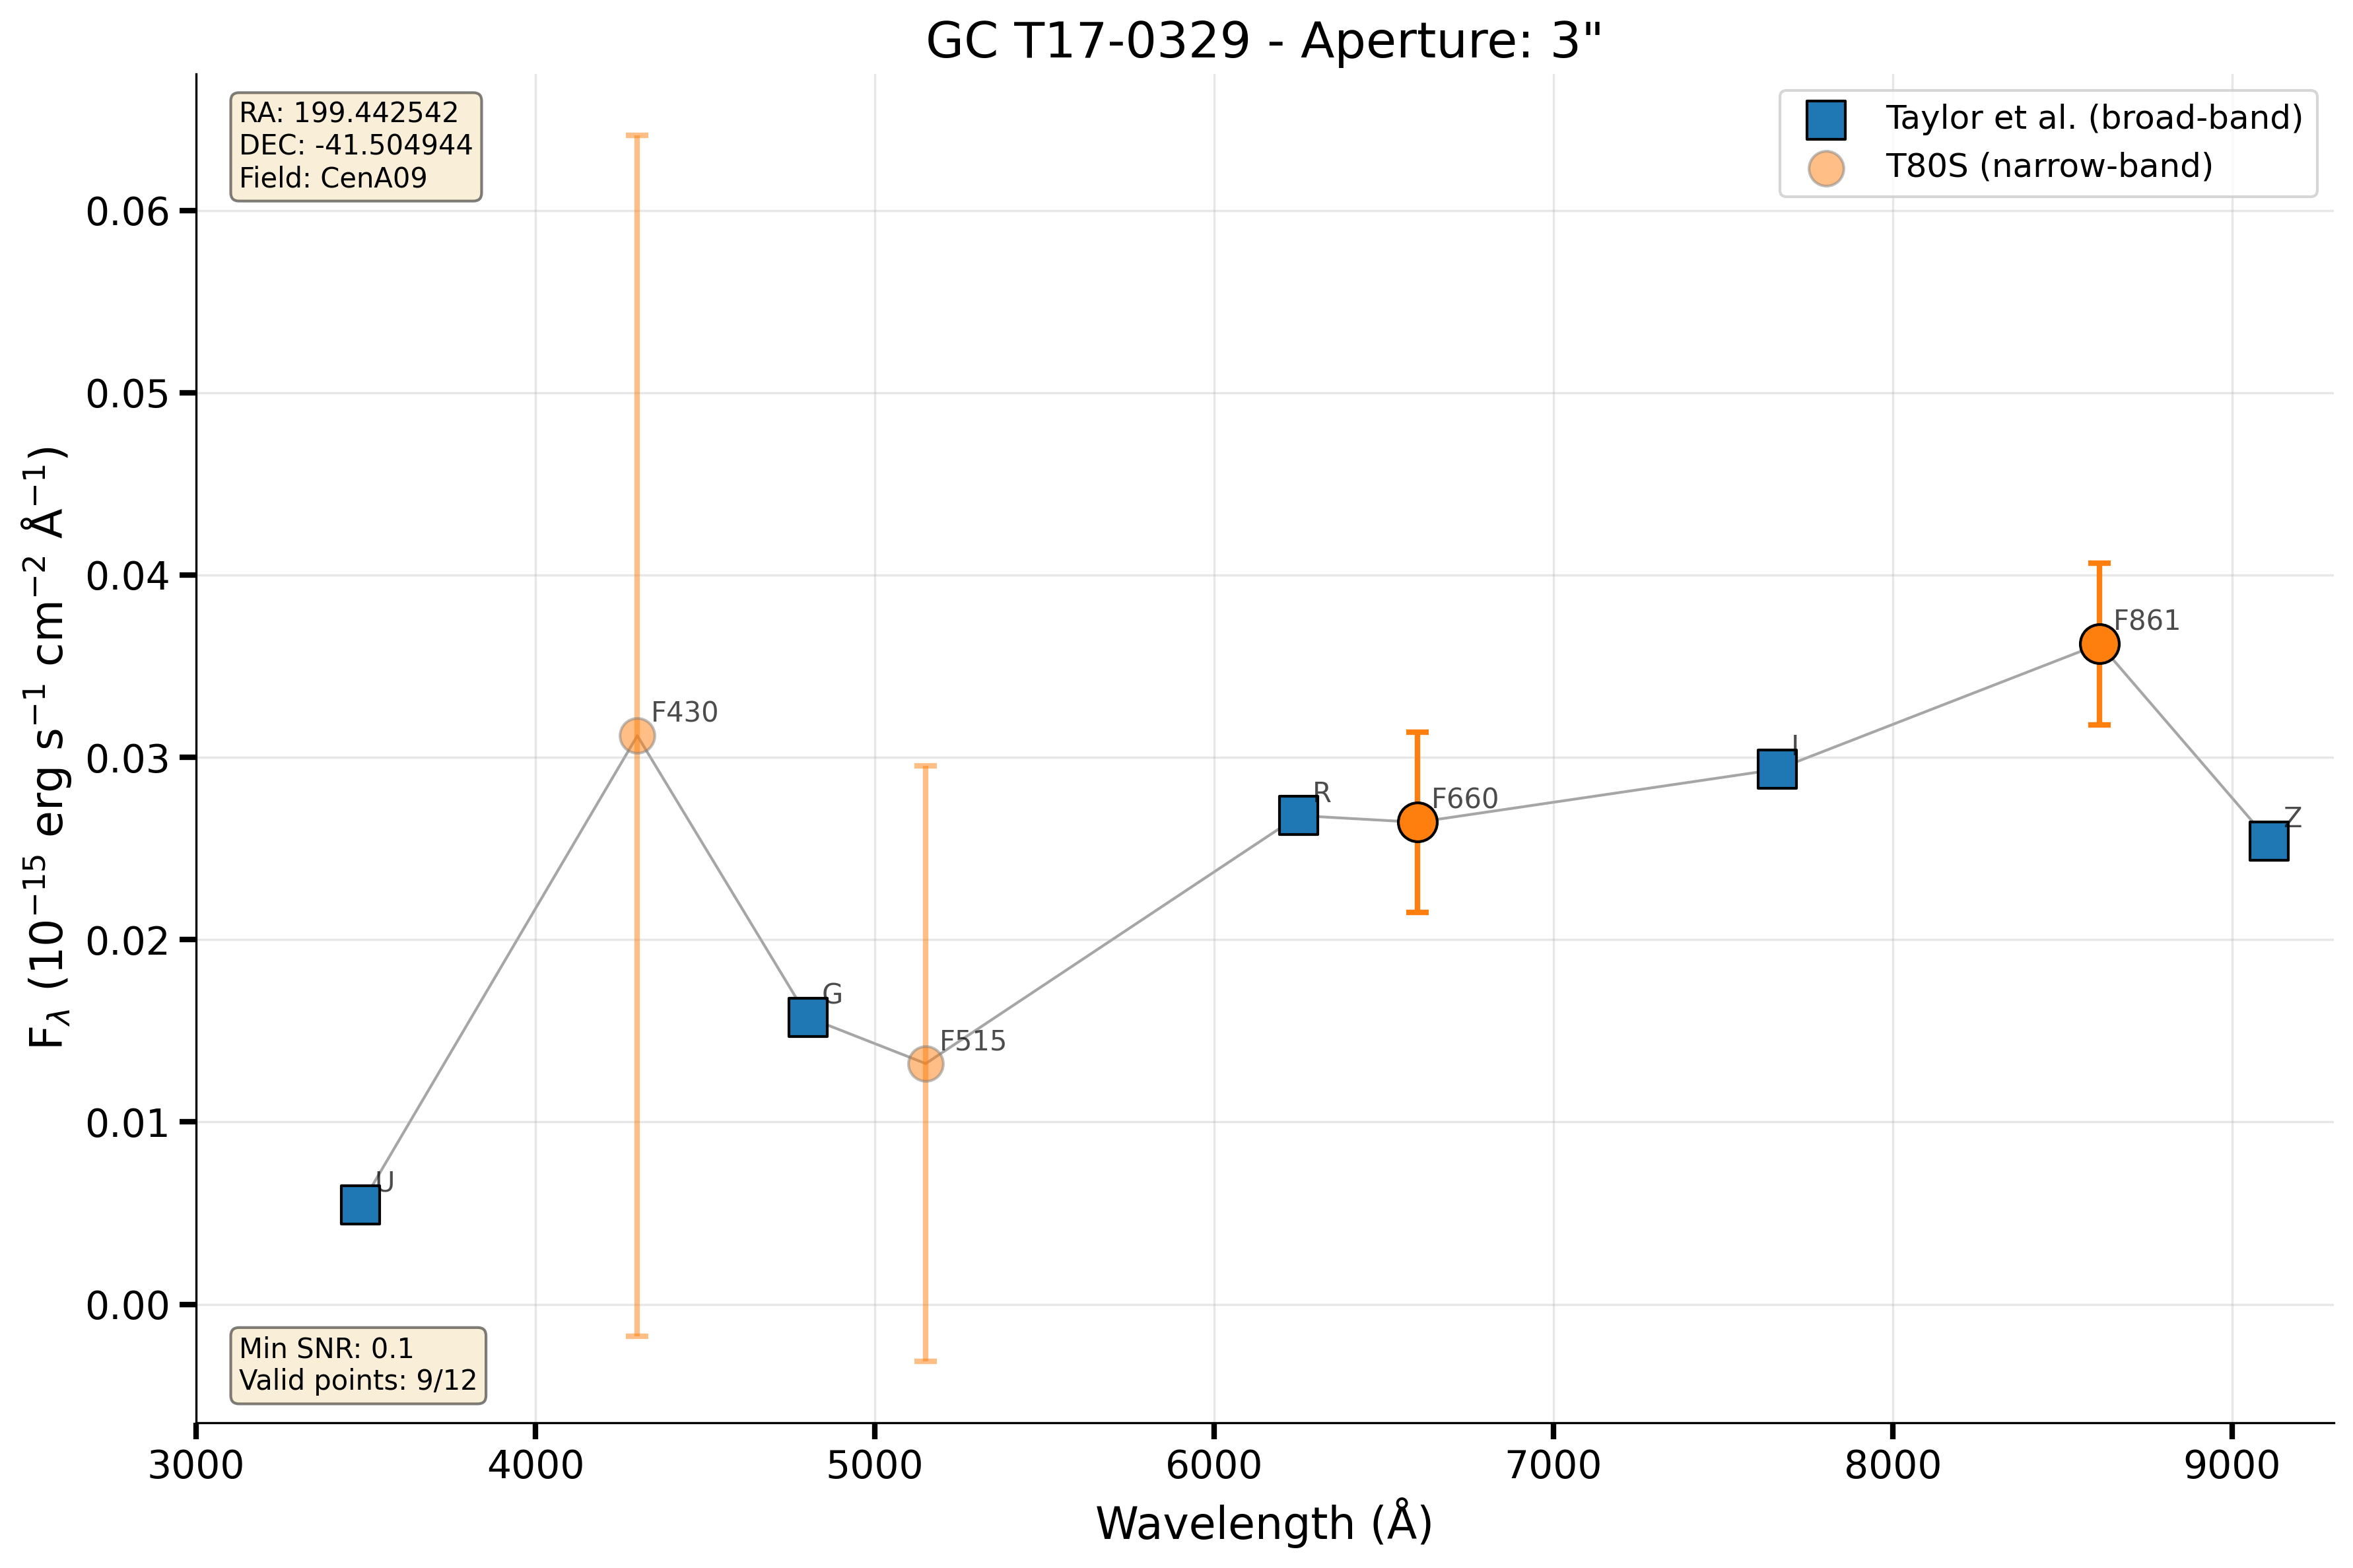 GC T17-0329 - Aperture: 3"
RA: 199.442542
DEC: -41.504944
Field: CenA09
Taylor et al. (broad-band)
T80S (narrow-band)
F_λ (10⁻¹⁵ erg s⁻¹ cm⁻² Å⁻¹)
0.06
0.05
0.04
0.03
0.02
0.01
0.00
U
F430
G
F515
R
F660
I
F861
Z
Min SNR: 0.1
Valid points: 9/12
3000 4000 5000 6000 7000 8000 9000
Wavelength (Å)